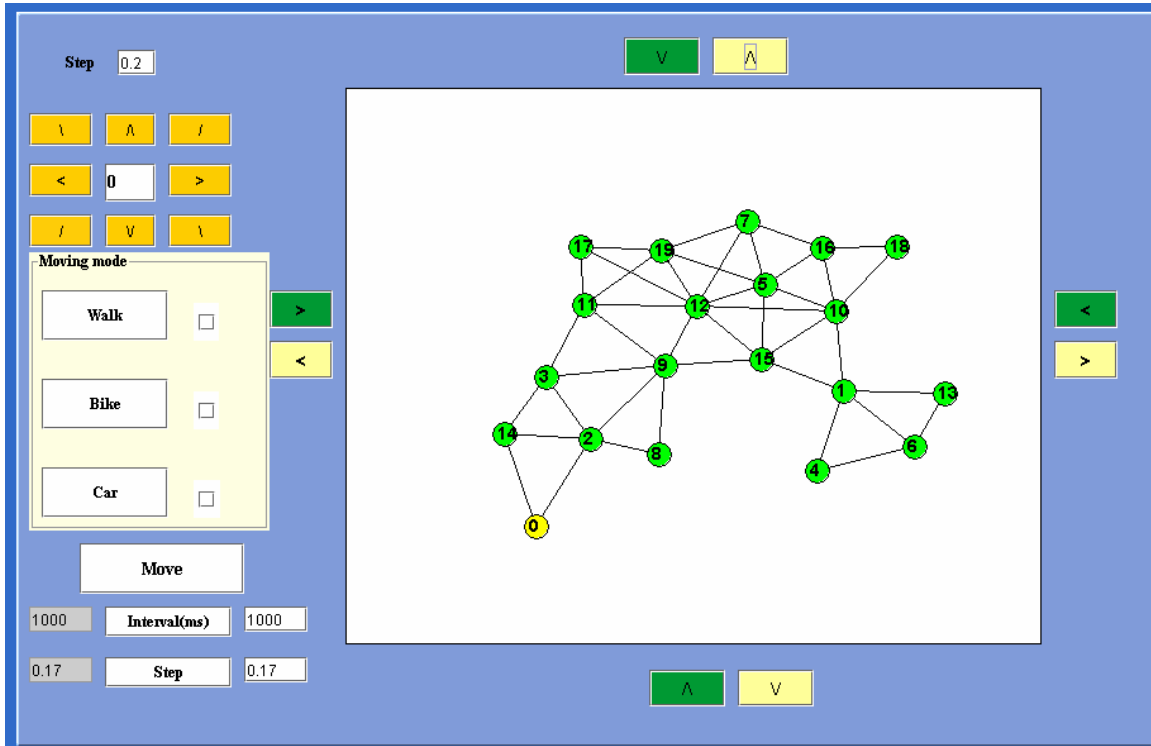 Step 0.2
V Λ
\ Λ /
< 0 >
/ V \
Moving mode
Walk
Bike
Car
>
<
7
17 19 16 18
5
11 12 10
3 9 15
1 13
14 2 8 6
4
0
<
>
Move
1000 Interval(ms) 1000
0.17 Step 0.17
Λ V